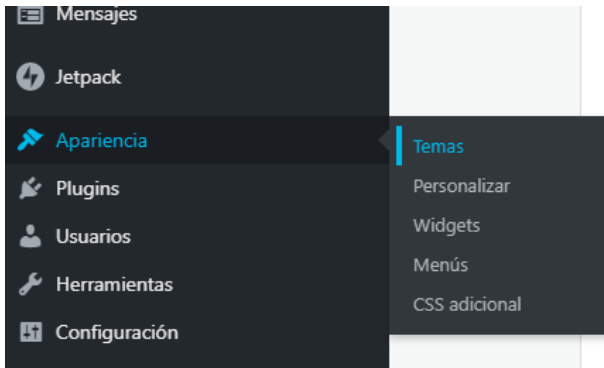 Mensajes
Jetpack
Apariencia
Plugins
Usuarios
Herramientas
Configuración
Temas
Personalizar
Widgets
Menús
CSS adicional